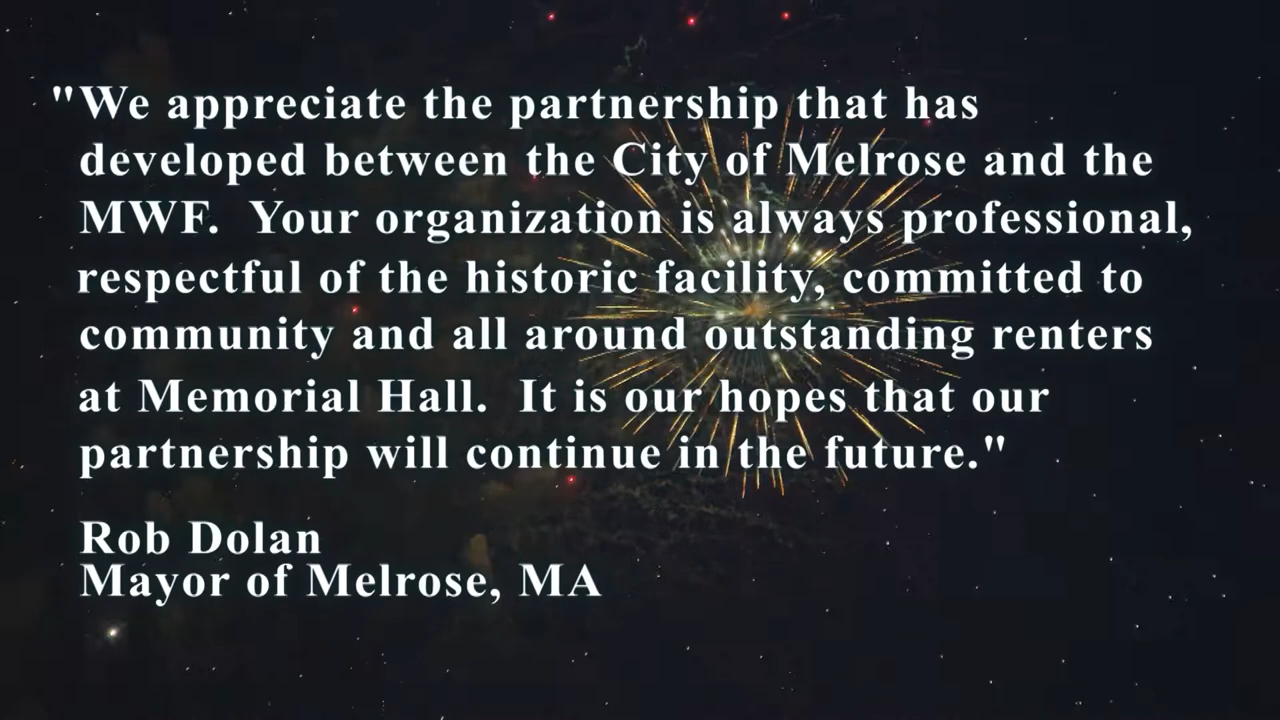 "We appreciate the partnership that has
developed between the City of Melrose and the
MWF.  Your organization is always professional,
respectful of the historic facility, committed to
community and all around outstanding renters
at Memorial Hall.  It is our hopes that our
partnership will continue in the future."
Rob Dolan
Mayor of Melrose, MA